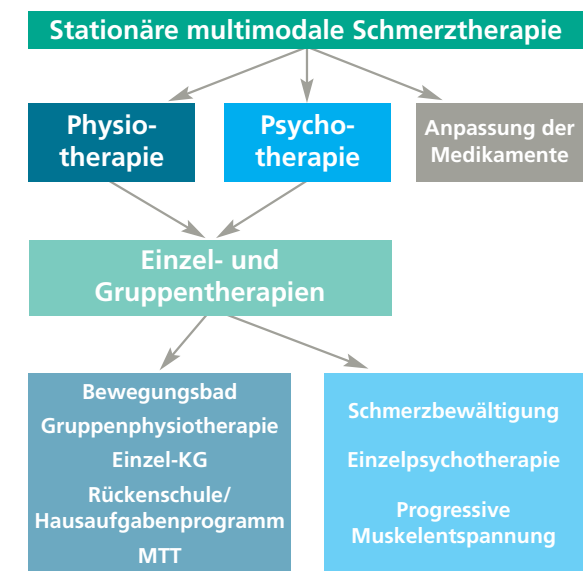 Stationäre multimodale Schmerztherapie
Physio-
therapie
Psycho-
therapie
Anpassung der
Medikamente
Einzel- und
Gruppentherapien
Bewegungsbad
Gruppenphysiotherapie
Einzel-KG
Rückenschule/
Hausaufgabenprogramm
MTT
Schmerzbewältigung
Einzelpsychotherapie
Progressive
Muskelentspannung